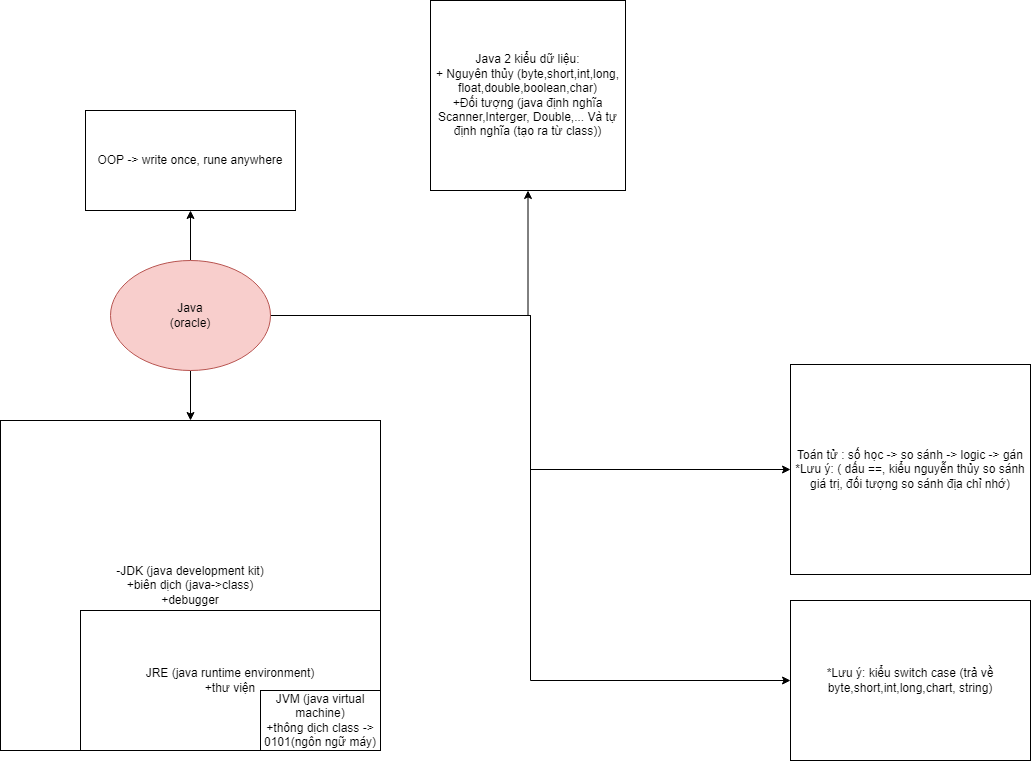 Java 2 kiểu dữ liệu:
+ Nguyên thủy (byte,short,int,long,
float,double,boolean,char)
+Đối tượng (java định nghĩa
Scanner,Interger, Double,... Và tự
định nghĩa (tạo ra từ class))
OOP -> write once, rune anywhere
Java
(oracle)
Toán tử : số học -> so sánh -> logic -> gán
*Lưu ý: ( dấu ==, kiểu nguyễn thủy so sánh
giá trị, đối tượng so sánh địa chỉ nhớ)
-JDK (java development kit)
+biên dịch (java->class)
+debugger
JRE (java runtime environment)
+thư viện
JVM (java virtual
machine)
+thông dịch class ->
0101(ngôn ngữ máy)
*Lưu ý: kiểu switch case (trả về
byte,short,int,long,chart, string)